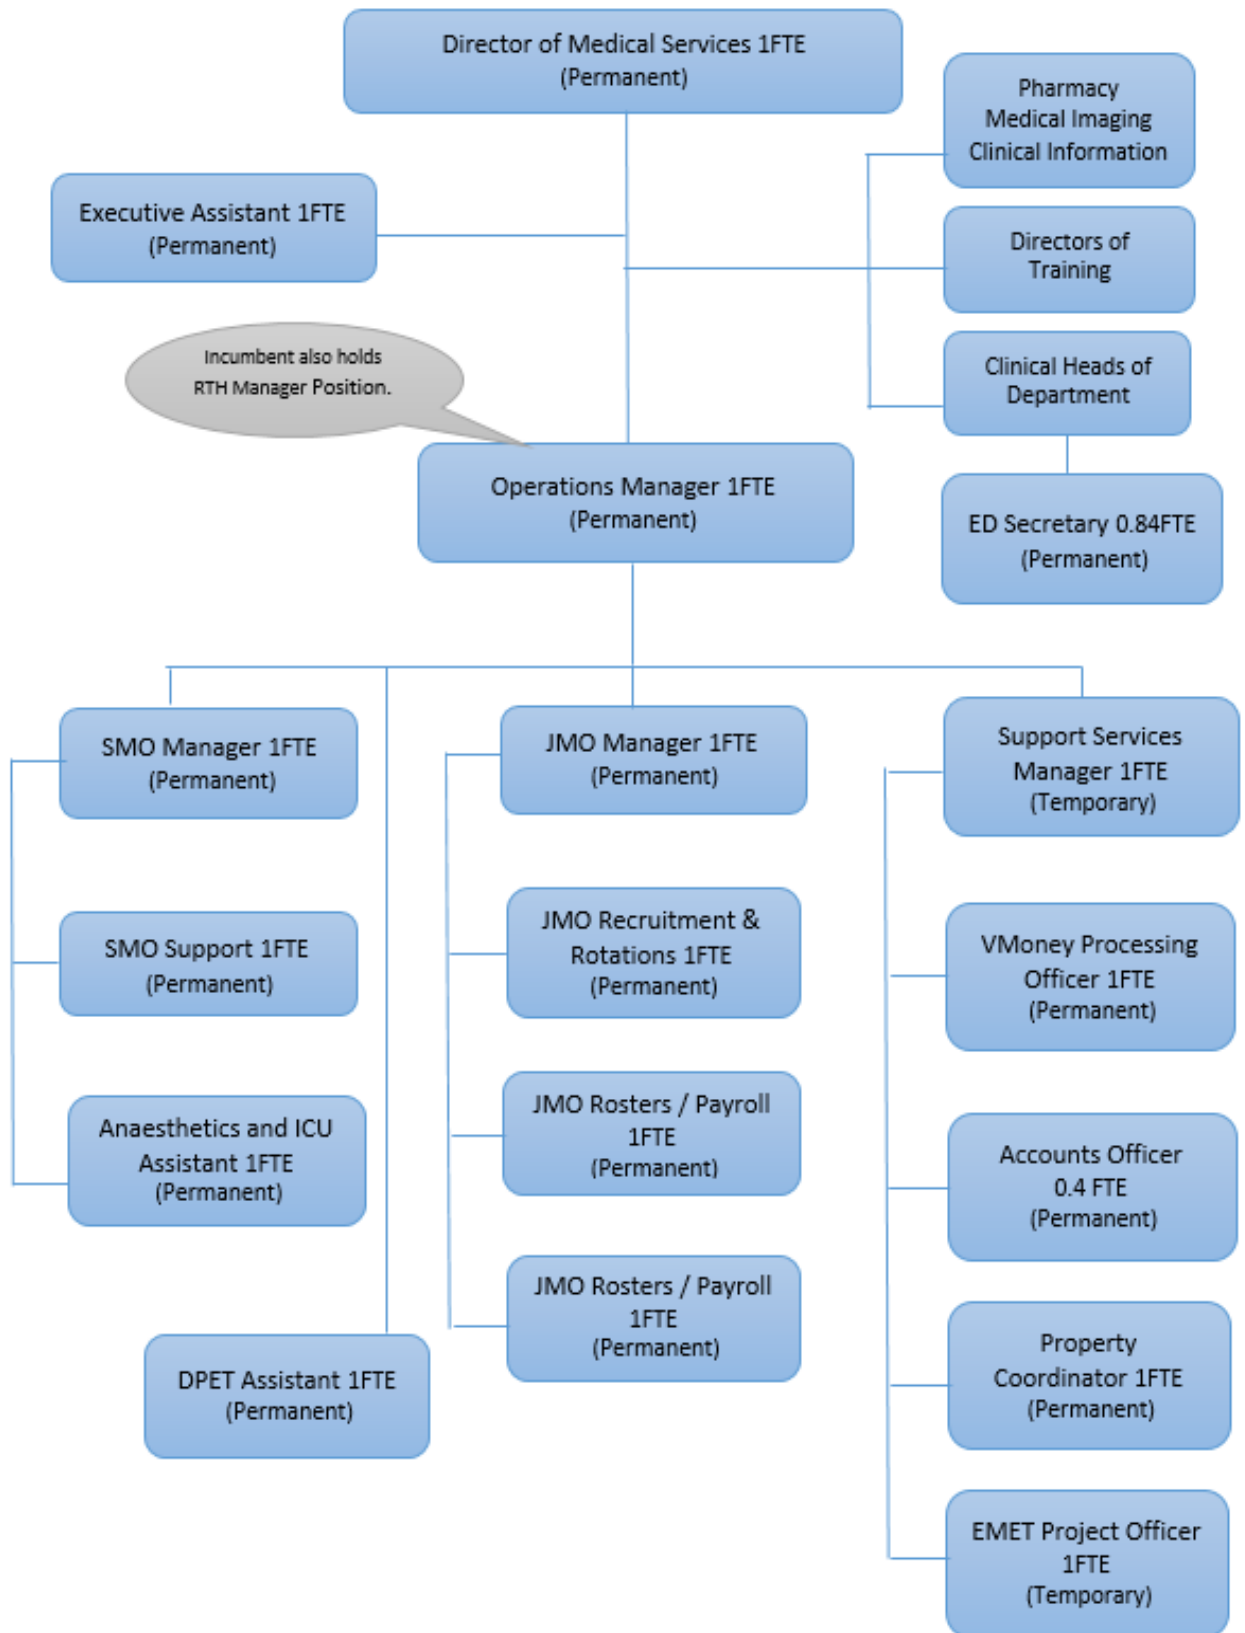 Director of Medical Services 1FTE
(Permanent)
Pharmacy
Medical Imaging
Clinical Information
Executive Assistant 1FTE
(Permanent)
Directors of
Training
Incumbent also holds
RTH Manager Position.
Clinical Heads of
Department
Operations Manager 1FTE
(Permanent)
ED Secretary 0.84FTE
(Permanent)
SMO Manager 1FTE
(Permanent)
JMO Manager 1FTE
(Permanent)
Support Services
Manager 1FTE
(Temporary)
SMO Support 1FTE
(Permanent)
JMO Recruitment &
Rotations 1FTE
(Permanent)
VMoney Processing
Officer 1FTE
(Permanent)
Anaesthetics and ICU
Assistant 1FTE
(Permanent)
JMO Rosters / Payroll
1FTE
(Permanent)
Accounts Officer
0.4 FTE
(Permanent)
JMO Rosters / Payroll
1FTE
(Permanent)
Property
Coordinator 1FTE
(Permanent)
DPET Assistant 1FTE
(Permanent)
EMET Project Officer
1FTE
(Temporary)